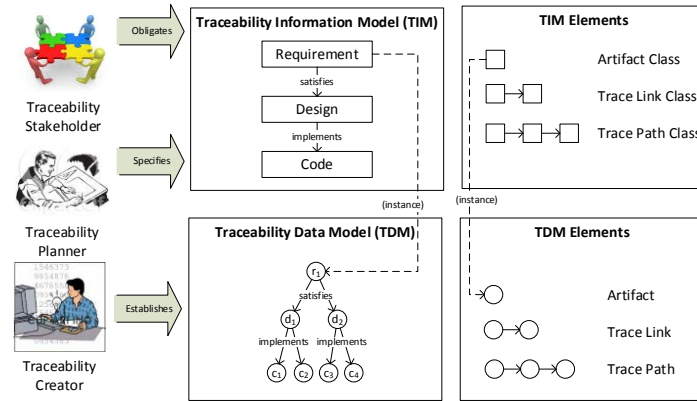 Traceability
Stakeholder
Obligates
Traceability
Planner
Specifies
Traceability
Creator
Establishes
Traceability Information Model (TIM)
Requirement
satisfies
Design
implements
Code
(instance)
TIM Elements
Artifact Class
Trace Link Class
Trace Path Class
(instance)
Traceability Data Model (TDM)
r1
satisfies
d1 d2
implements implements
c1 c2 c3 c4
TDM Elements
Artifact
Trace Link
Trace Path